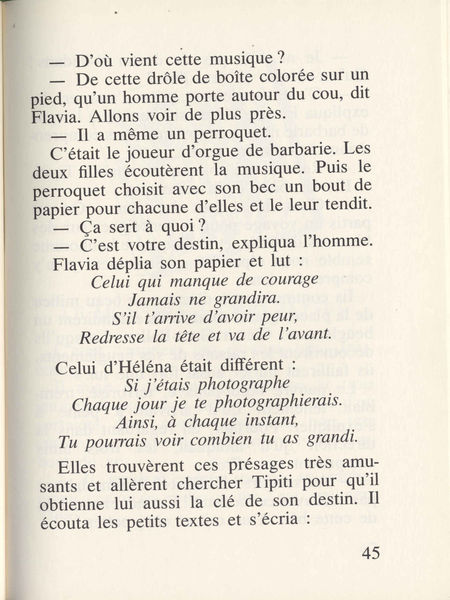 — D'où vient cette musique ?
— De cette drôle de boîte colorée sur un
pied, qu'un homme porte autour du cou, dit
Flavia. Allons voir de plus près.
— Il a même un perroquet.
C'était le joueur d'orgue de barbarie. Les
deux filles écoutèrent la musique. Puis le
perroquet choisit avec son bec un bout de
papier pour chacune d'elles et le leur tendit.
— Ça sert à quoi ?
— C'est votre destin, expliqua l'homme.
Flavia déplia son papier et lut :
Celui qui manque de courage
Jamais ne grandira.
S'il t'arrive d'avoir peur,
Redresse la tête et va de l'avant.
Celui d'Héléna était différent :
Si j'étais photographe
Chaque jour je te photographierais.
Ainsi, à chaque instant,
Tu pourrais voir combien tu as grandi.
Elles trouvèrent ces présages très amu-
sants et allèrent chercher Tipiti pour qu'il
obtienne lui aussi la clé de son destin. Il
écouta les petits textes et s'écria :
45